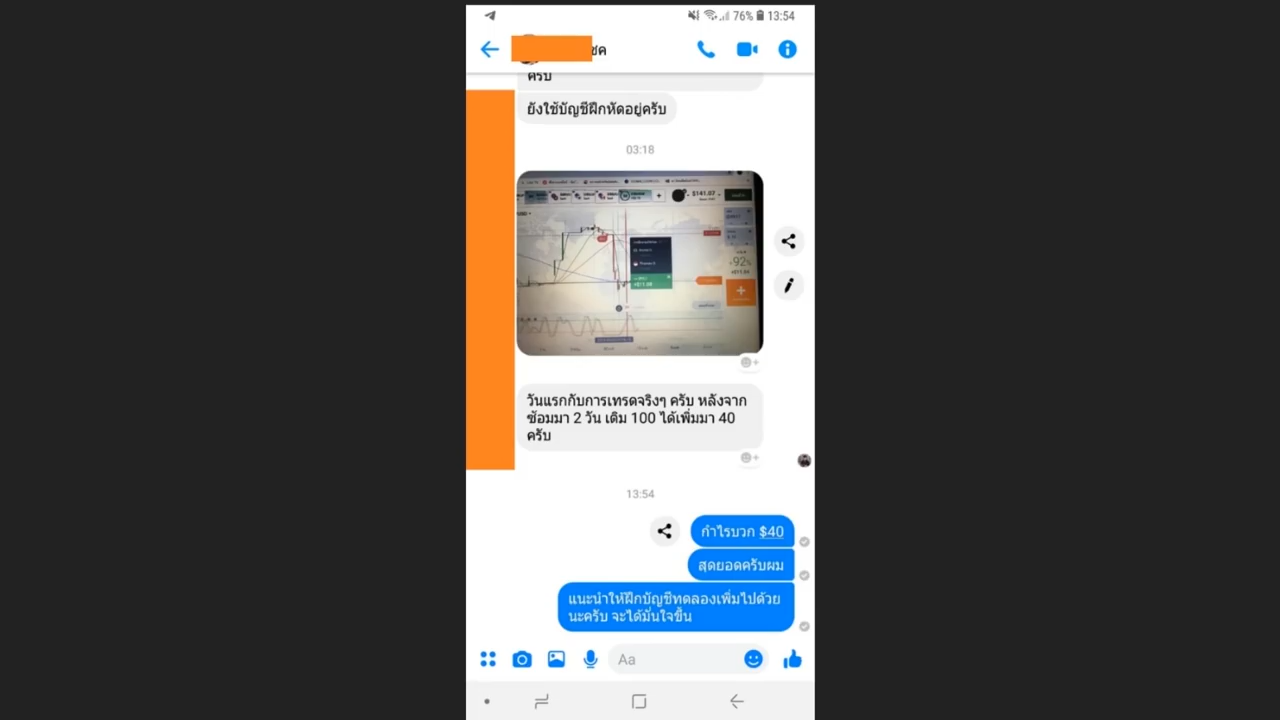 76% 13:54
ชค
ครับ
ยังใช้บัญชีฝึกหัดอยู่ครับ
03:18
$141.07
92%
+$11.08
วันแรกกับการเทรดจริงๆ ครับ หลังจาก
ซ้อมมา 2 วัน เดิม 100 ได้เพิ่มมา 40
ครับ
13:54
กำไรบวก $40
สุดยอดครับผม
แนะนำให้ฝึกบัญชีทดลองเพิ่มไปด้วย
นะครับ จะได้มั่นใจขึ้น
Aa